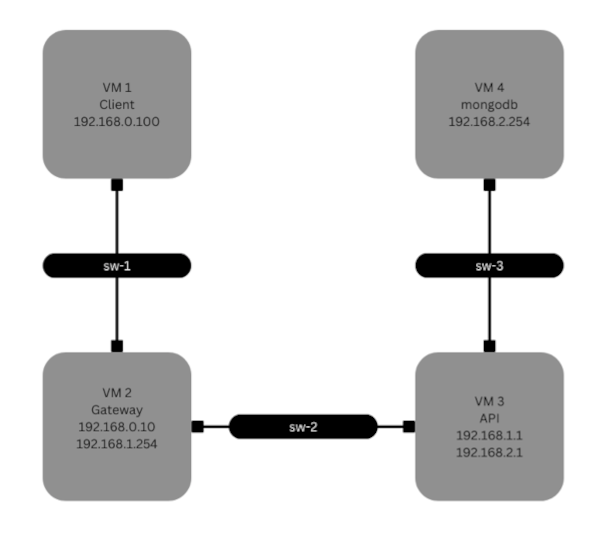 VM 1
Client
192.168.0.100
VM 4
mongodb
192.168.2.254
sw-1
sw-3
VM 2
Gateway
192.168.0.10
192.168.1.254
sw-2
VM 3
API
192.168.1.1
192.168.2.1